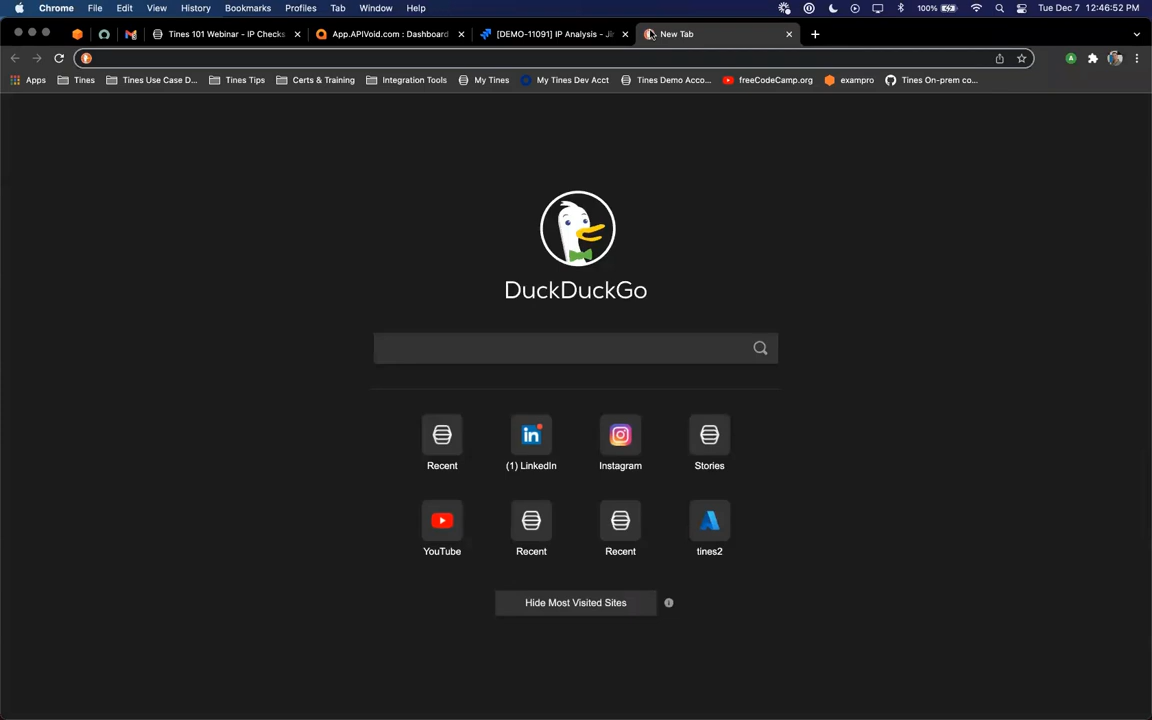 Chrome File Edit View History Bookmarks Profiles Tab Window Help 100% Tue Dec 7 12:46:52 PM
Tines 101 Webinar - IP Checks App.APIVoid.com : Dashboard [DEMO-11091] IP Analysis - Ji New Tab
Apps Tines Tines Use Case D... Tines Tips Certs & Training Integration Tools My Tines My Tines Dev Acct Tines Demo Acco... freeCodeCamp.org exampro Tines On-prem co...
DuckDuckGo
Recent (1) LinkedIn Instagram Stories
YouTube Recent Recent tines2
Hide Most Visited Sites